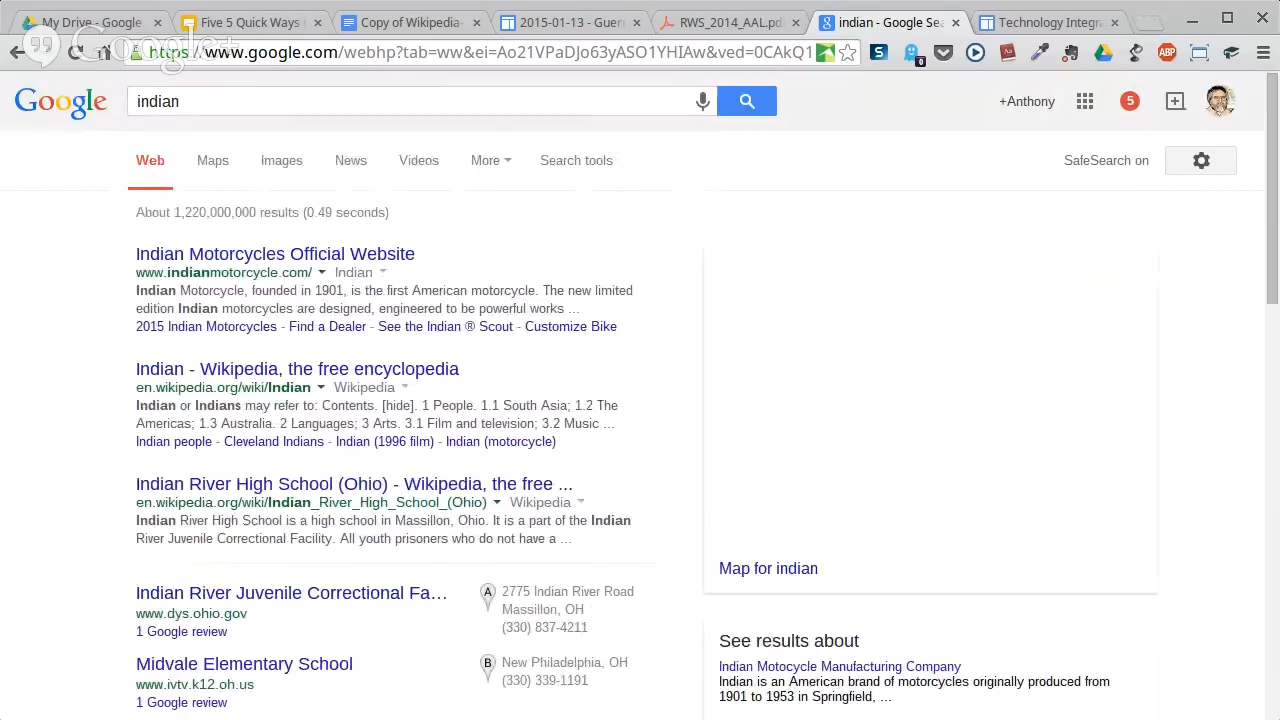 My Drive - Google
Five 5 Quick Ways
Copy of Wikipedia-
2015-01-13 - Guer
RWS_2014_AAL.pd
indian - Google Sea
Technology Integra
Google+
https://www.google.com/webhp?tab=ww&ei=Ao21VPaDJo63yASO1YHIAw&ved=0CAkQ1
S
0
ABP
Google
indian
+Anthony
5
Web
Maps
Images
News
Videos
More
Search tools
SafeSearch on
About 1,220,000,000 results (0.49 seconds)
Indian Motorcycles Official Website
www.indianmotorcycle.com/ Indian
Indian Motorcycle, founded in 1901, is the first American motorcycle. The new limited
edition Indian motorcycles are designed, engineered to be powerful works ...
2015 Indian Motorcycles - Find a Dealer - See the Indian ® Scout - Customize Bike
Indian - Wikipedia, the free encyclopedia
en.wikipedia.org/wiki/Indian Wikipedia
Indian or Indians may refer to: Contents. [hide]. 1 People. 1.1 South Asia; 1.2 The
Americas; 1.3 Australia. 2 Languages; 3 Arts. 3.1 Film and television; 3.2 Music ...
Indian people - Cleveland Indians - Indian (1996 film) - Indian (motorcycle)
Indian River High School (Ohio) - Wikipedia, the free ...
en.wikipedia.org/wiki/Indian_River_High_School_(Ohio) Wikipedia
Indian River High School is a high school in Massillon, Ohio. It is a part of the Indian
River Juvenile Correctional Facility. All youth prisoners who do not have a ...
Indian River Juvenile Correctional Fa...
www.dys.ohio.gov
1 Google review
A 2775 Indian River Road
Massillon, OH
(330) 837-4211
Midvale Elementary School
www.ivtv.k12.oh.us
1 Google review
B New Philadelphia, OH
(330) 339-1191
Map for indian
See results about
Indian Motocycle Manufacturing Company
Indian is an American brand of motorcycles originally produced from
1901 to 1953 in Springfield, ...